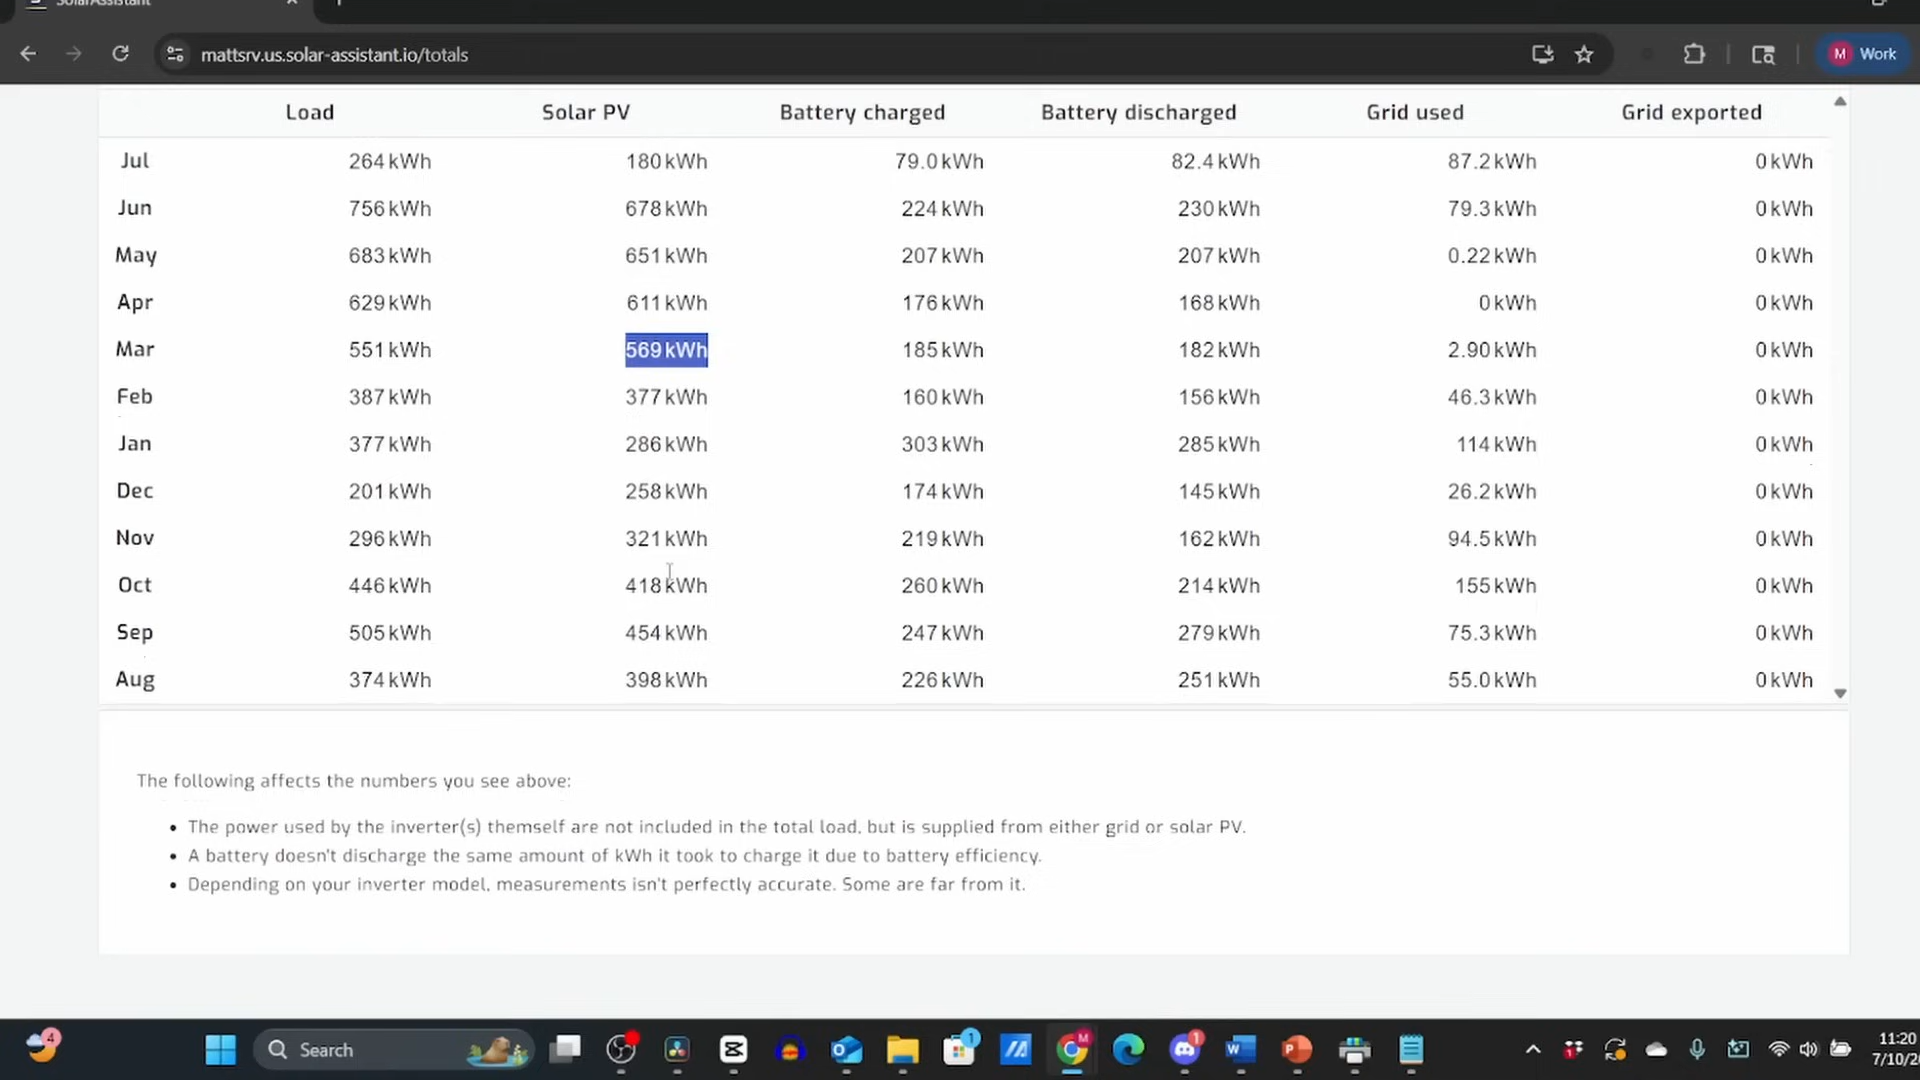 mattsrv.us.solar-assistant.io/totals
M Work
Load Solar PV Battery charged Battery discharged Grid used Grid exported
Jul 264 kWh 180 kWh 79.0 kWh 82.4 kWh 87.2 kWh 0 kWh
Jun 756 kWh 678 kWh 224 kWh 230 kWh 79.3 kWh 0 kWh
May 683 kWh 651 kWh 207 kWh 207 kWh 0.22 kWh 0 kWh
Apr 629 kWh 611 kWh 176 kWh 168 kWh 0 kWh 0 kWh
Mar 551 kWh 569 kWh 185 kWh 182 kWh 2.90 kWh 0 kWh
Feb 387 kWh 377 kWh 160 kWh 156 kWh 46.3 kWh 0 kWh
Jan 377 kWh 286 kWh 303 kWh 285 kWh 114 kWh 0 kWh
Dec 201 kWh 258 kWh 174 kWh 145 kWh 26.2 kWh 0 kWh
Nov 296 kWh 321 kWh 219 kWh 162 kWh 94.5 kWh 0 kWh
Oct 446 kWh 418 kWh 260 kWh 214 kWh 155 kWh 0 kWh
Sep 505 kWh 454 kWh 247 kWh 279 kWh 75.3 kWh 0 kWh
Aug 374 kWh 398 kWh 226 kWh 251 kWh 55.0 kWh 0 kWh
The following affects the numbers you see above:
• The power used by the inverter(s) themself are not included in the total load, but is supplied from either grid or solar PV.
• A battery doesn't discharge the same amount of kWh it took to charge it due to battery efficiency.
• Depending on your inverter model, measurements isn't perfectly accurate. Some are far from it.
4 Search 1 M 1 11:20
7/10/2